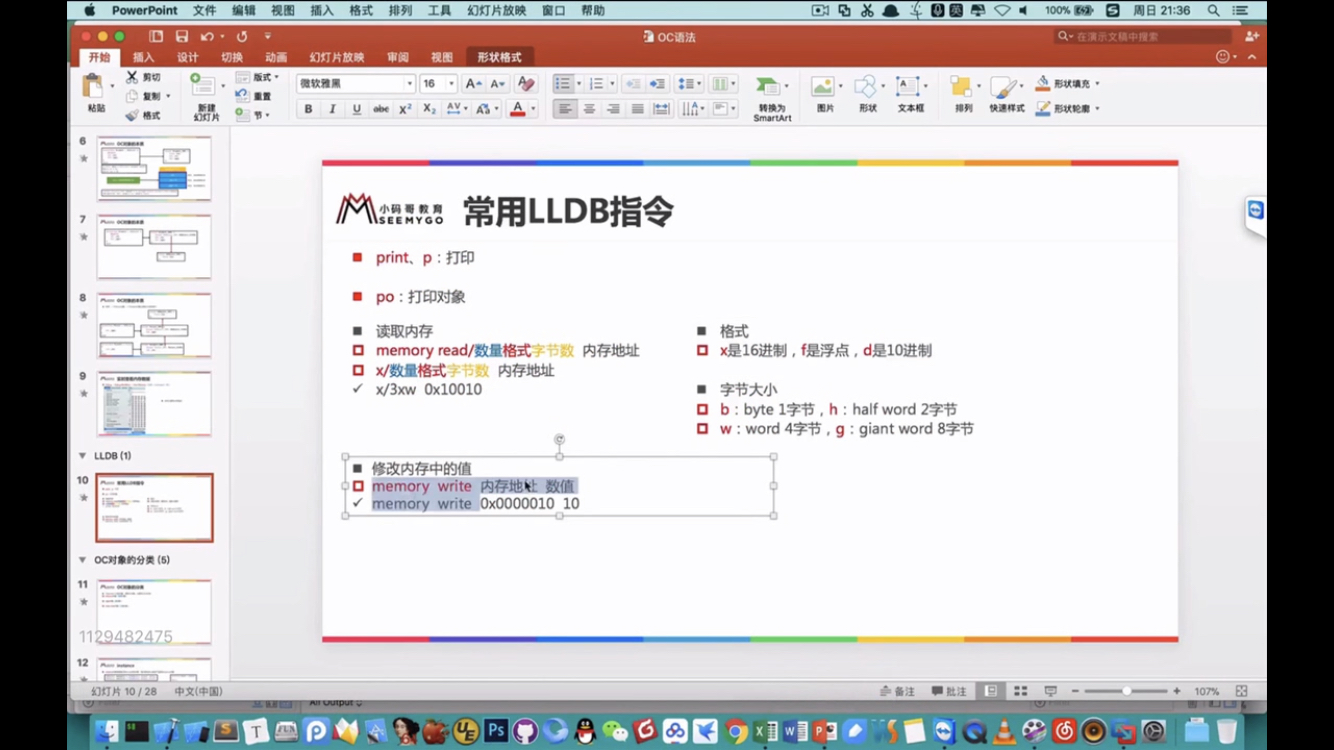 PowerPoint 文件 编辑 视图 插入 格式 排列 工具 幻灯片放映 窗口 帮助 100% 周日 21:36
OC语法
在演示文稿中搜索
开始 插入 设计 切换 动画 幻灯片放映 审阅 视图 形状格式
粘贴 剪切 复制 格式
新建幻灯片 版式 重置 节
微软雅黑 16
B I U abc X² X₂ AV Aa A
转换为 SmartArt
图片 形状 文本框 排列 快速样式 形状填充 形状轮廓
6
7
8
9
LLDB (1)
10
OC对象的分类 (5)
11
12
1129482475
小码哥教育
SEEMYGO
常用LLDB指令
print、p：打印
po：打印对象
读取内存
memory read/数量格式字节数 内存地址
x/数量格式字节数 内存地址
x/3xw 0x10010
格式
x是16进制，f是浮点，d是10进制
字节大小
b：byte 1字节，h：half word 2字节
w：word 4字节，g：giant word 8字节
修改内存中的值
memory write 内存地址 数值
memory write 0x0000010 10
幻灯片 10 / 28 中文(中国) 备注 批注 107%
All Output